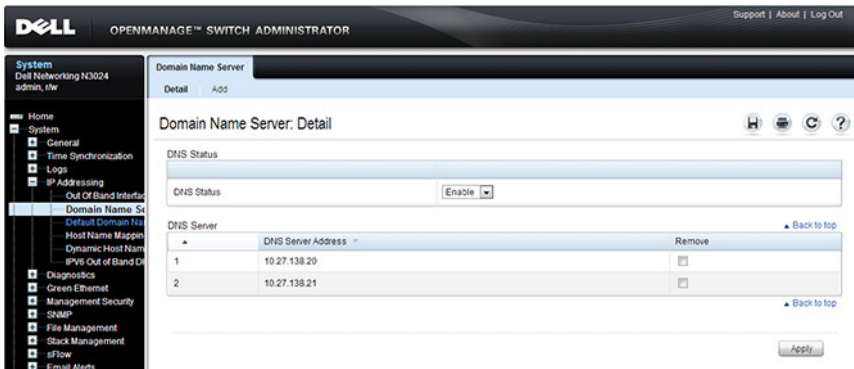 Support | About | Log Out
DELL OPENMANAGE™ SWITCH ADMINISTRATOR
System
Dell Networking N3024
admin, r/w
Home
System
General
Time Synchronization
Logs
IP Addressing
Out Of Band Interfac
Domain Name Se
Default Domain Na
Host Name Mappin
Dynamic Host Nam
IPV6 Out of Band D
Diagnostics
Green Ethernet
Management Security
SNMP
File Management
Stack Management
sFlow
Email Alerts
Domain Name Server
Detail Add
Domain Name Server: Detail
DNS Status
DNS Status Enable
DNS Server Back to top
DNS Server Address Remove
1 10.27.138.20
2 10.27.138.21
Back to top
Apply